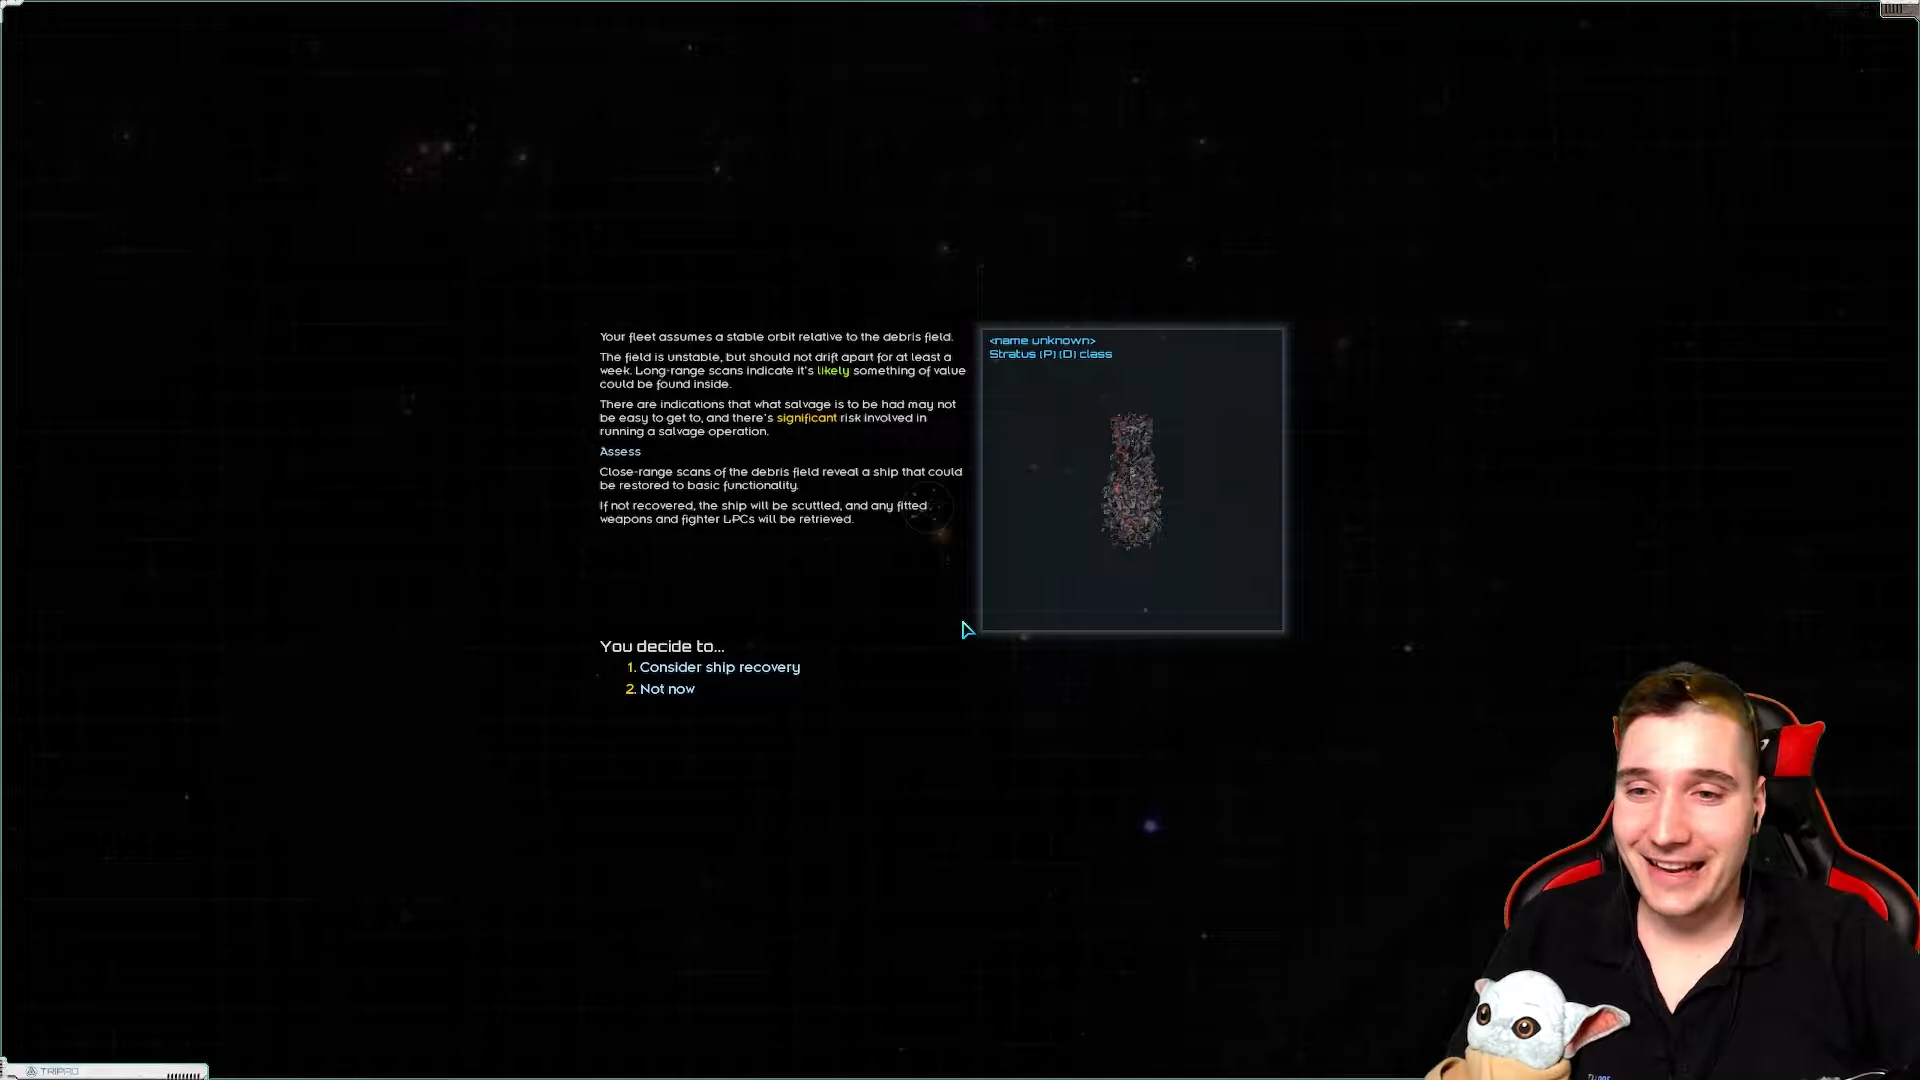 Your fleet assumes a stable orbit relative to the debris field.
The field is unstable, but should not drift apart for at least a
week. Long-range scans indicate it's likely something of value
could be found inside.
There are indications that what salvage is to be had may not
be easy to get to, and there's significant risk involved in
running a salvage operation.
Assess
Close-range scans of the debris field reveal a ship that could
be restored to basic functionality.
If not recovered, the ship will be scuttled, and any fitted
weapons and fighter LPCs will be retrieved.
<name unknown>
Stratus (P) (D) class
You decide to...
1. Consider ship recovery
2. Not now
TRIPAD